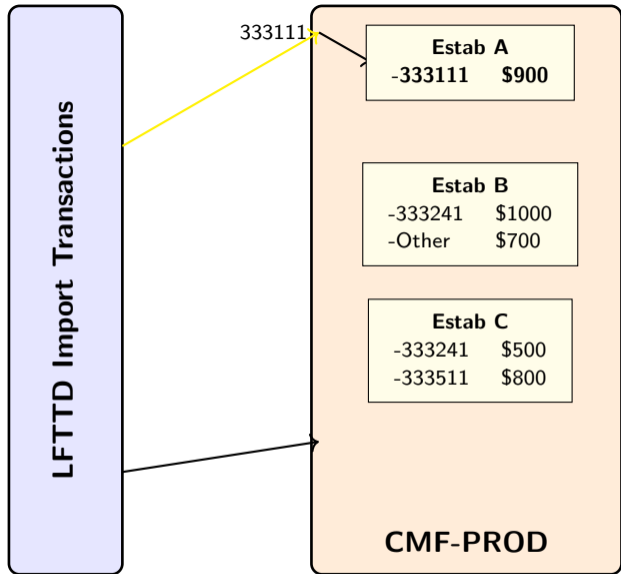 LFTTD Import Transactions
333111
Estab A
-333111 $900
Estab B
-333241 $1000
-Other $700
Estab C
-333241 $500
-333511 $800
CMF-PROD